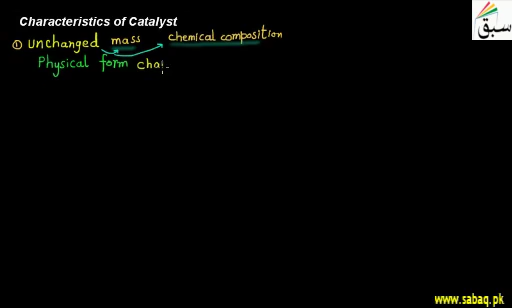 Characteristics of Catalyst
① Unchanged mass chemical composition
Physical form cha
سبق
www.sabaq.pk